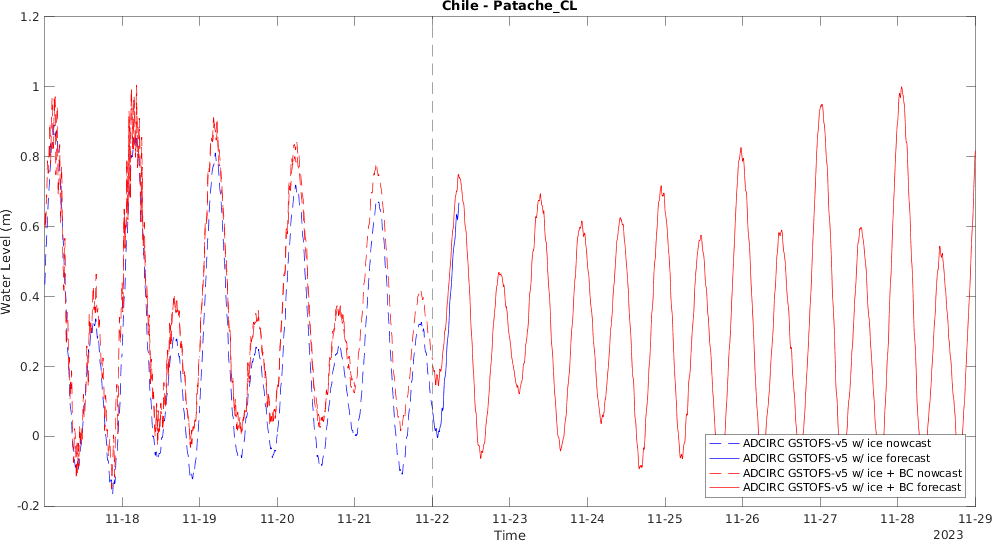 Chile - Patache_CL
Water Level (m)
1.2
1
0.8
0.6
0.4
0.2
0
-0.2
ADCIRC GSTOFS-v5 w/ ice nowcast
ADCIRC GSTOFS-v5 w/ ice forecast
ADCIRC GSTOFS-v5 w/ ice + BC nowcast
ADCIRC GSTOFS-v5 w/ ice + BC forecast
11-18 11-19 11-20 11-21 11-22 11-23 11-24 11-25 11-26 11-27 11-28 11-29
Time
2023